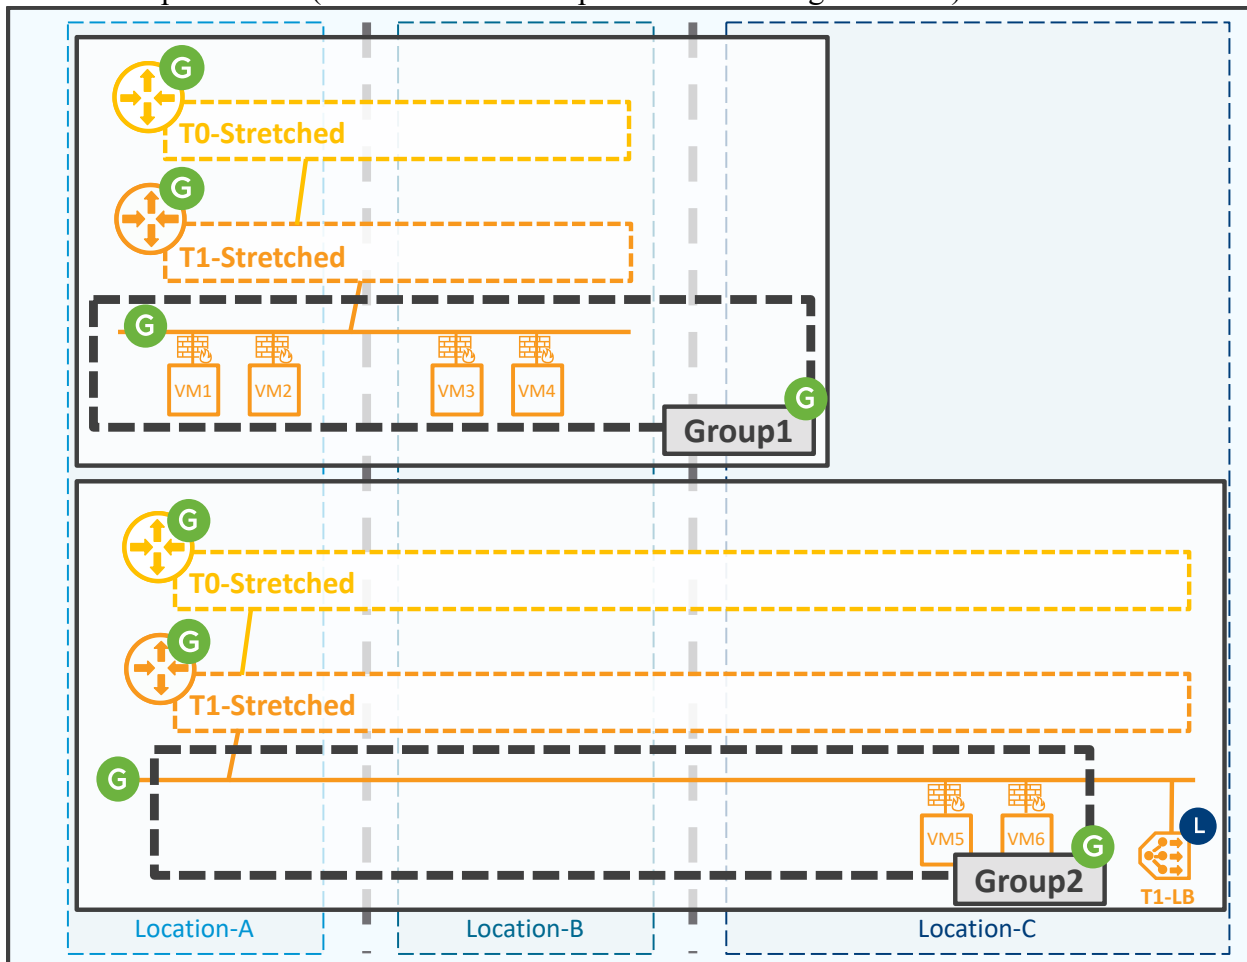 G
T0-Stretched
G
T1-Stretched
G
VM1 VM2 VM3 VM4
G
Group1
G
T0-Stretched
G
T1-Stretched
G
VM5 VM6
L
G
Group2
T1-LB
Location-A Location-B Location-C